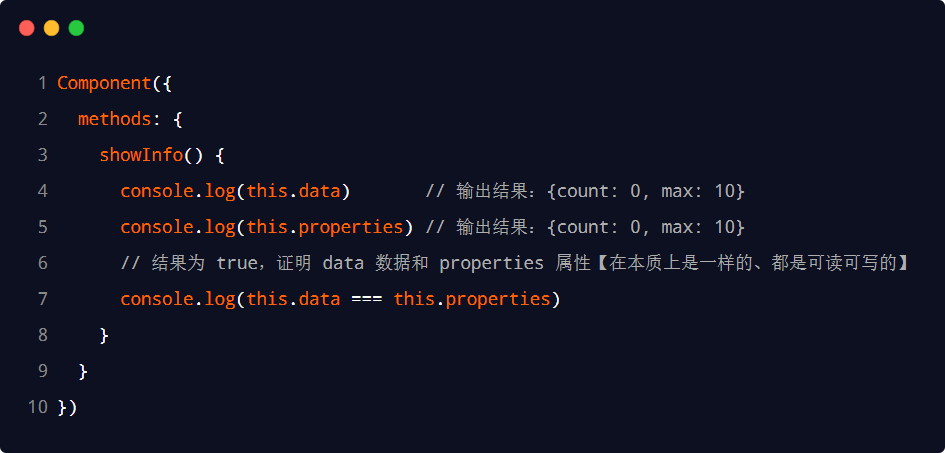 1 Component({
2 methods: {
3 showInfo() {
4 console.log(this.data) // 输出结果：{count: 0, max: 10}
5 console.log(this.properties) // 输出结果：{count: 0, max: 10}
6 // 结果为 true，证明 data 数据和 properties 属性【在本质上是一样的、都是可读可写的】
7 console.log(this.data === this.properties)
8 }
9 }
10 })